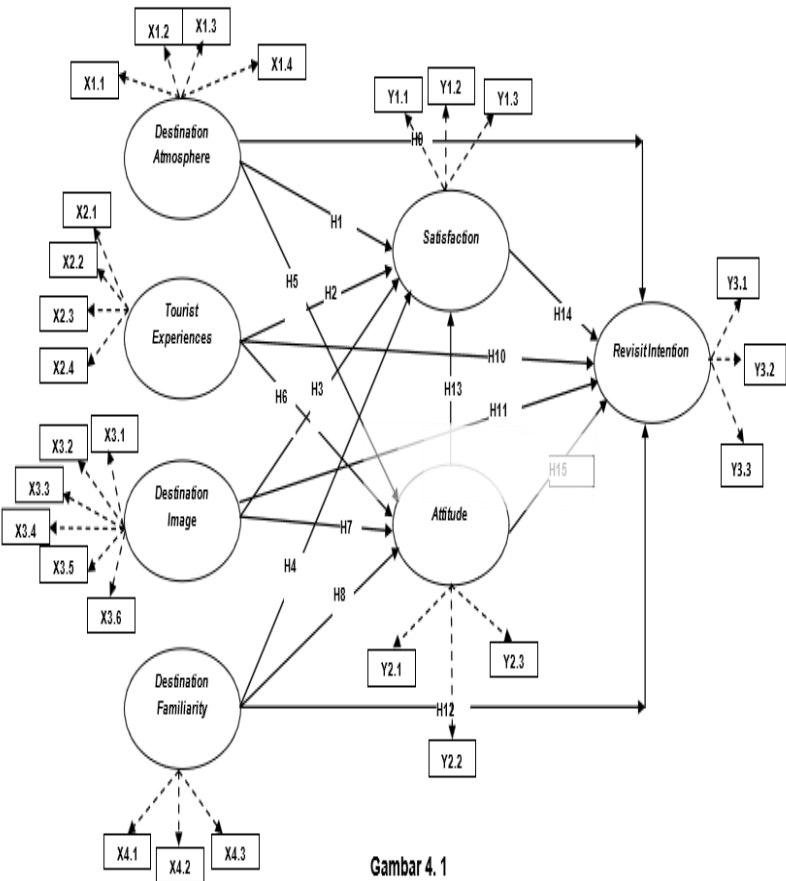 X1.2
X1.3
X1.1
X1.4
Y1.1
Y1.2
Y1.3
Destination
Atmosphere
H9
H1
Satisfaction
X2.1
X2.2
X2.3
X2.4
Tourist
Experiences
H5
H2
H14
Y3.1
Revisit Intention
Y3.2
Y3.3
H10
H6
H3
H13
H11
X3.1
X3.2
X3.3
X3.4
X3.5
X3.6
Destination
Image
H7
H15
Attitude
H4
H8
Y2.1
Y2.3
Y2.2
Destination
Familiarity
H12
X4.1
X4.2
X4.3
Gambar 4. 1